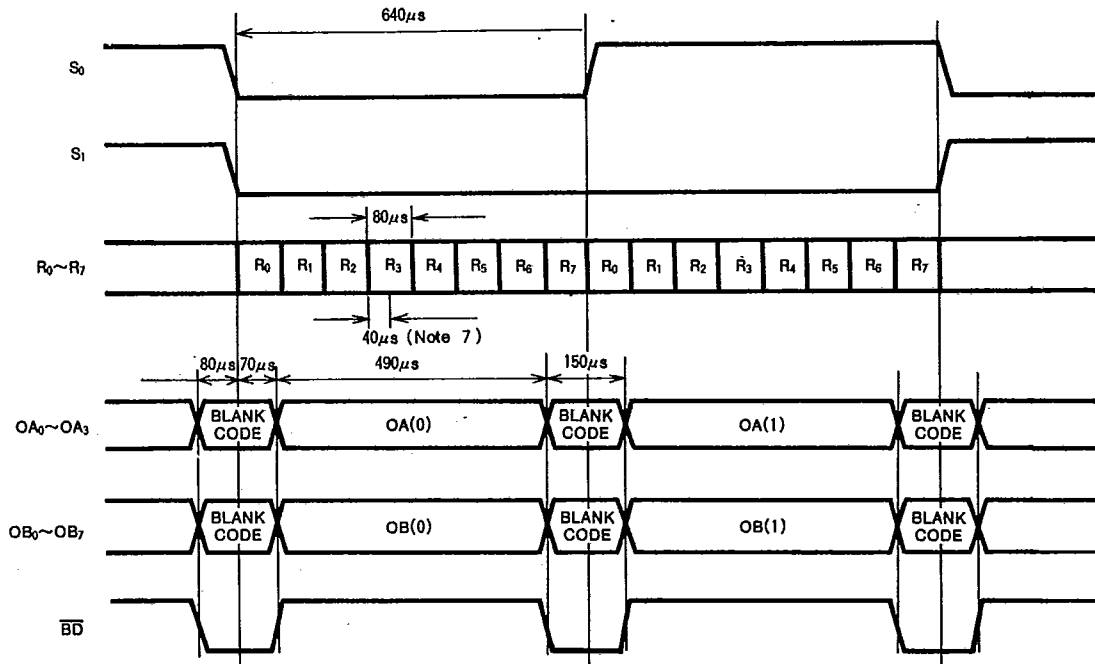 640μs
S₀
S₁
80μs
R₀~R₇ R₀ R₁ R₂ R₃ R₄ R₅ R₆ R₇ R₀ R₁ R₂ R₃ R₄ R₅ R₆ R₇
40μs (Note 7)
80μs 70μs 490μs 150μs
OA₀~OA₃ BLANK CODE OA(0) BLANK CODE OA(1) BLANK CODE
OB₀~OB₇ BLANK CODE OB(0) BLANK CODE OB(1) BLANK CODE
B̅D̅